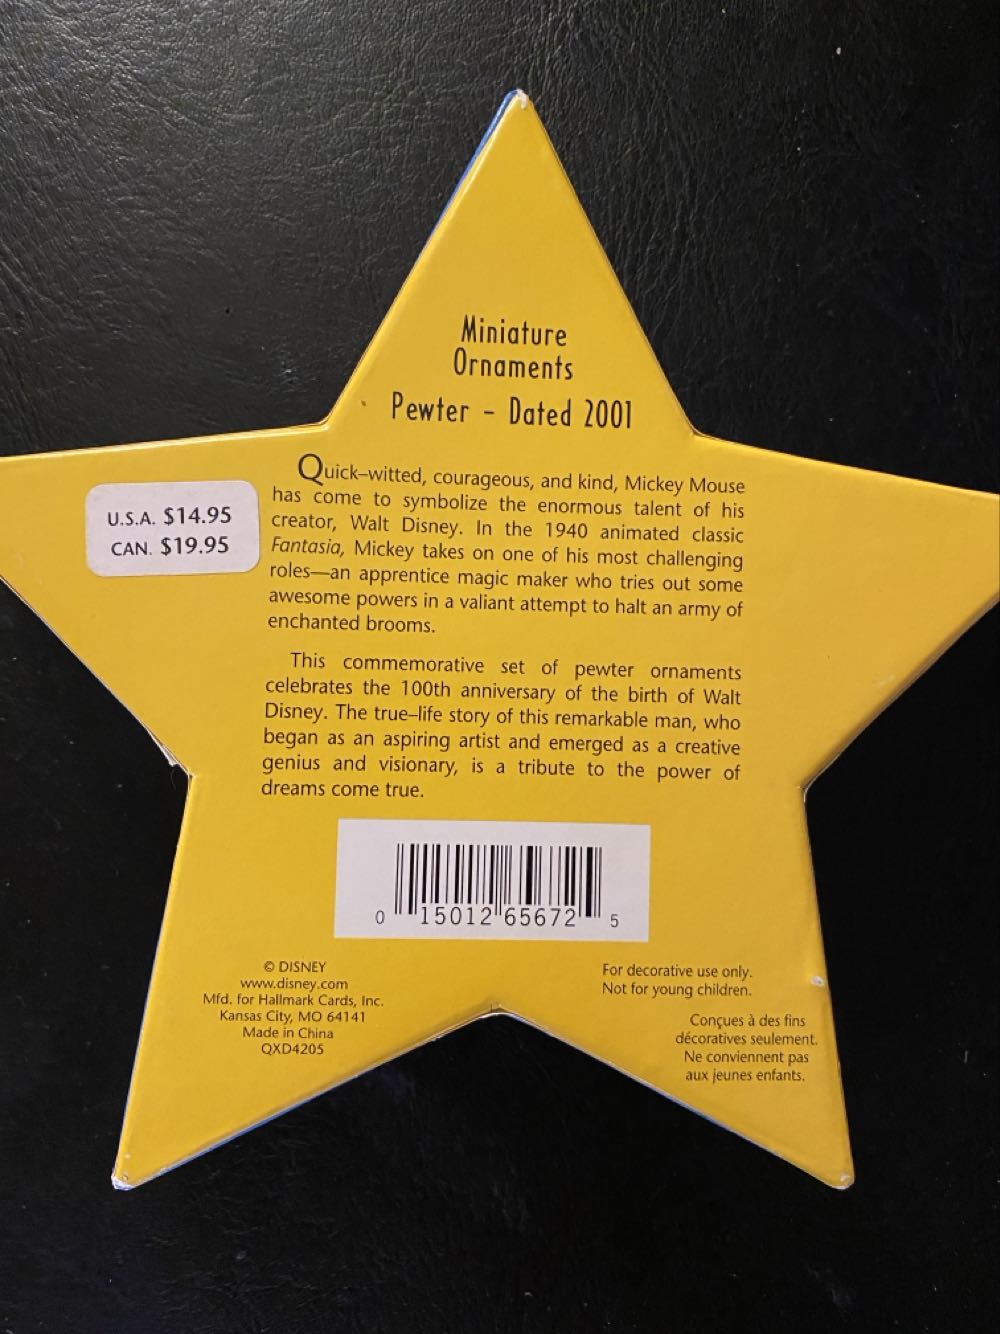 Miniature
Ornaments
Pewter – Dated 2001
U.S.A. $14.95
CAN. $19.95
Quick–witted, courageous, and kind, Mickey Mouse
has come to symbolize the enormous talent of his
creator, Walt Disney. In the 1940 animated classic
Fantasia, Mickey takes on one of his most challenging
roles—an apprentice magic maker who tries out some
awesome powers in a valiant attempt to halt an army of
enchanted brooms.
This commemorative set of pewter ornaments
celebrates the 100th anniversary of the birth of Walt
Disney. The true–life story of this remarkable man, who
began as an aspiring artist and emerged as a creative
genius and visionary, is a tribute to the power of
dreams come true.
0 15012 65672 5
© DISNEY
www.disney.com
Mfd. for Hallmark Cards, Inc.
Kansas City, MO 64141
Made in China
QXD4205
For decorative use only.
Not for young children.
Conçues à des fins
décoratives seulement.
Ne conviennent pas
aux jeunes enfants.